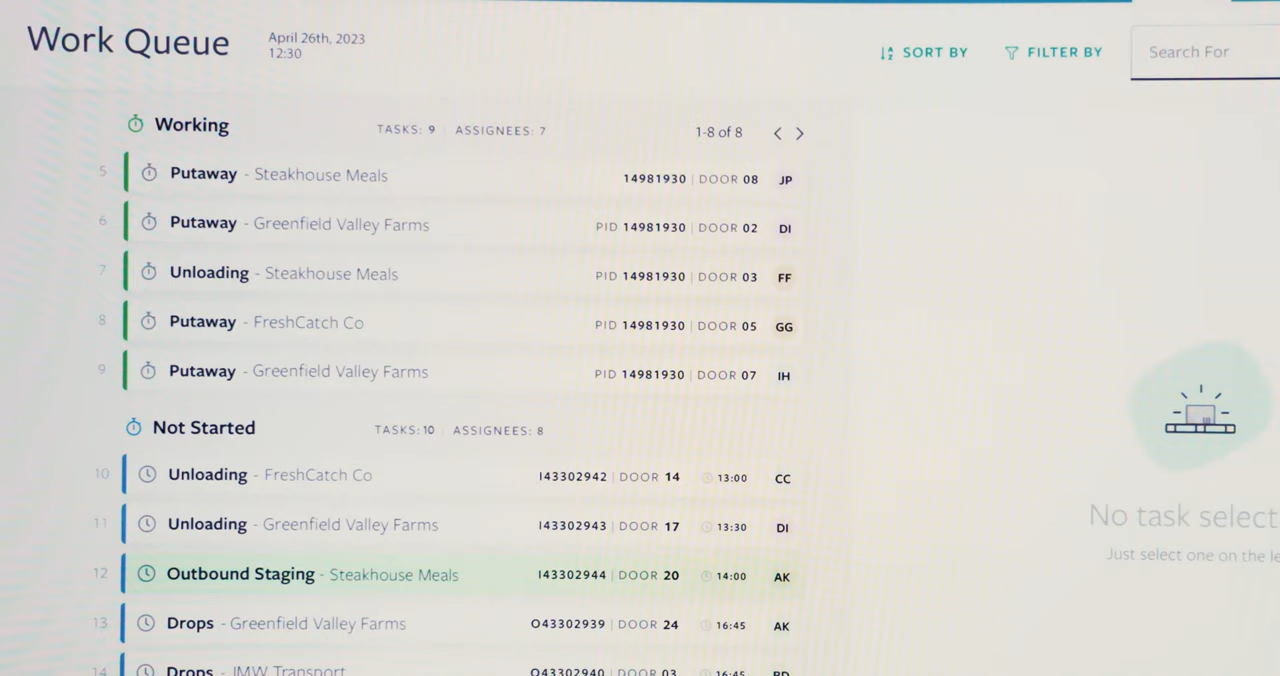 Work Queue
April 26th, 2023
12:30
SORT BY
FILTER BY
Search For
Working
TASKS: 9 | ASSIGNEES: 7
1-8 of 8
5 Putaway - Steakhouse Meals 14981930 | DOOR 08 JP
6 Putaway - Greenfield Valley Farms PID 14981930 | DOOR 02 DI
7 Unloading - Steakhouse Meals PID 14981930 | DOOR 03 FF
8 Putaway - FreshCatch Co PID 14981930 | DOOR 05 GG
9 Putaway - Greenfield Valley Farms PID 14981930 | DOOR 07 IH
Not Started
TASKS: 10 | ASSIGNEES: 8
10 Unloading - FreshCatch Co I43302942 | DOOR 14 13:00 CC
11 Unloading - Greenfield Valley Farms I43302943 | DOOR 17 13:30 DI
12 Outbound Staging - Steakhouse Meals I43302944 | DOOR 20 14:00 AK
13 Drops - Greenfield Valley Farms O43302939 | DOOR 24 16:45 AK
14 Drops - JMW Transport O43302940 | DOOR 03 16:45
No task select
Just select one on the le